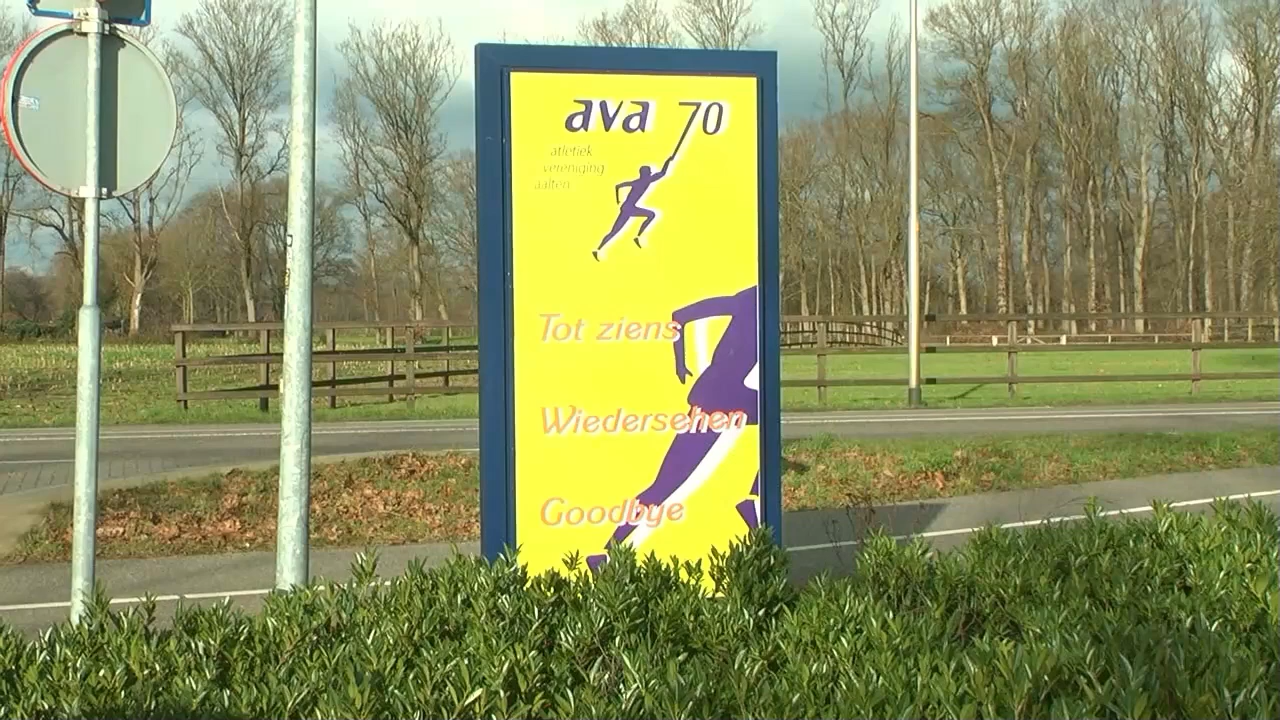 ava 70
atletiek
vereniging
aalten
Tot ziens
Wiedersehen
Goodbye